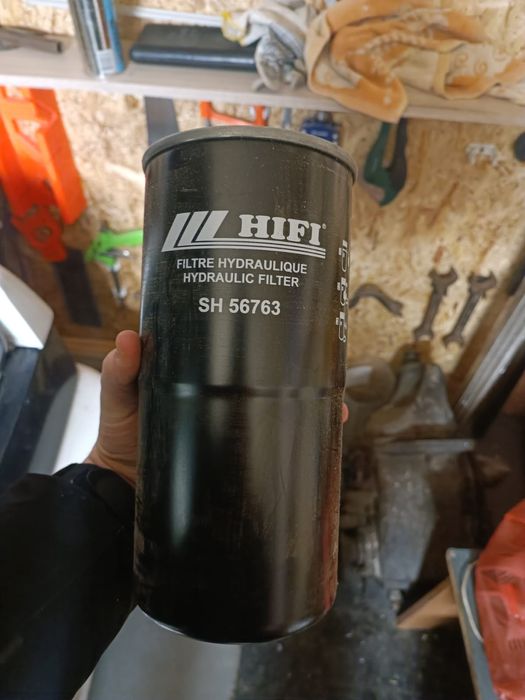 HIFI®
FILTRE HYDRAULIQUE
HYDRAULIC FILTER
SH 56763